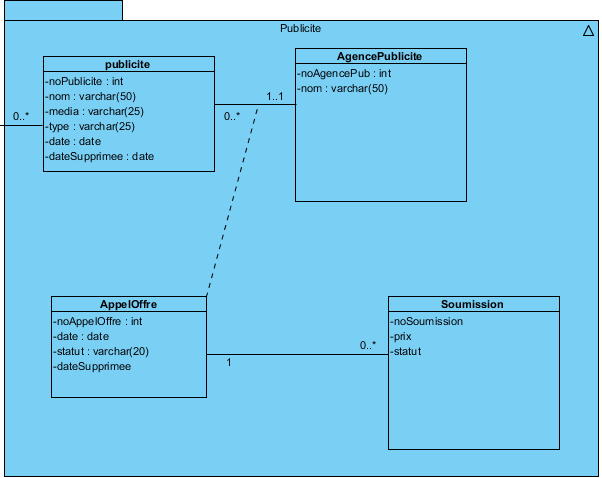 Publicite
publicite
-noPublicite : int
-nom : varchar(50)
-media : varchar(25)
-type : varchar(25)
-date : date
-dateSupprimee : date
AgencePublicite
-noAgencePub : int
-nom : varchar(50)
0..*
0..*
1..1
AppelOffre
-noAppelOffre : int
-date : date
-statut : varchar(20)
-dateSupprimee
Soumission
-noSoumission
-prix
-statut
1
0..*